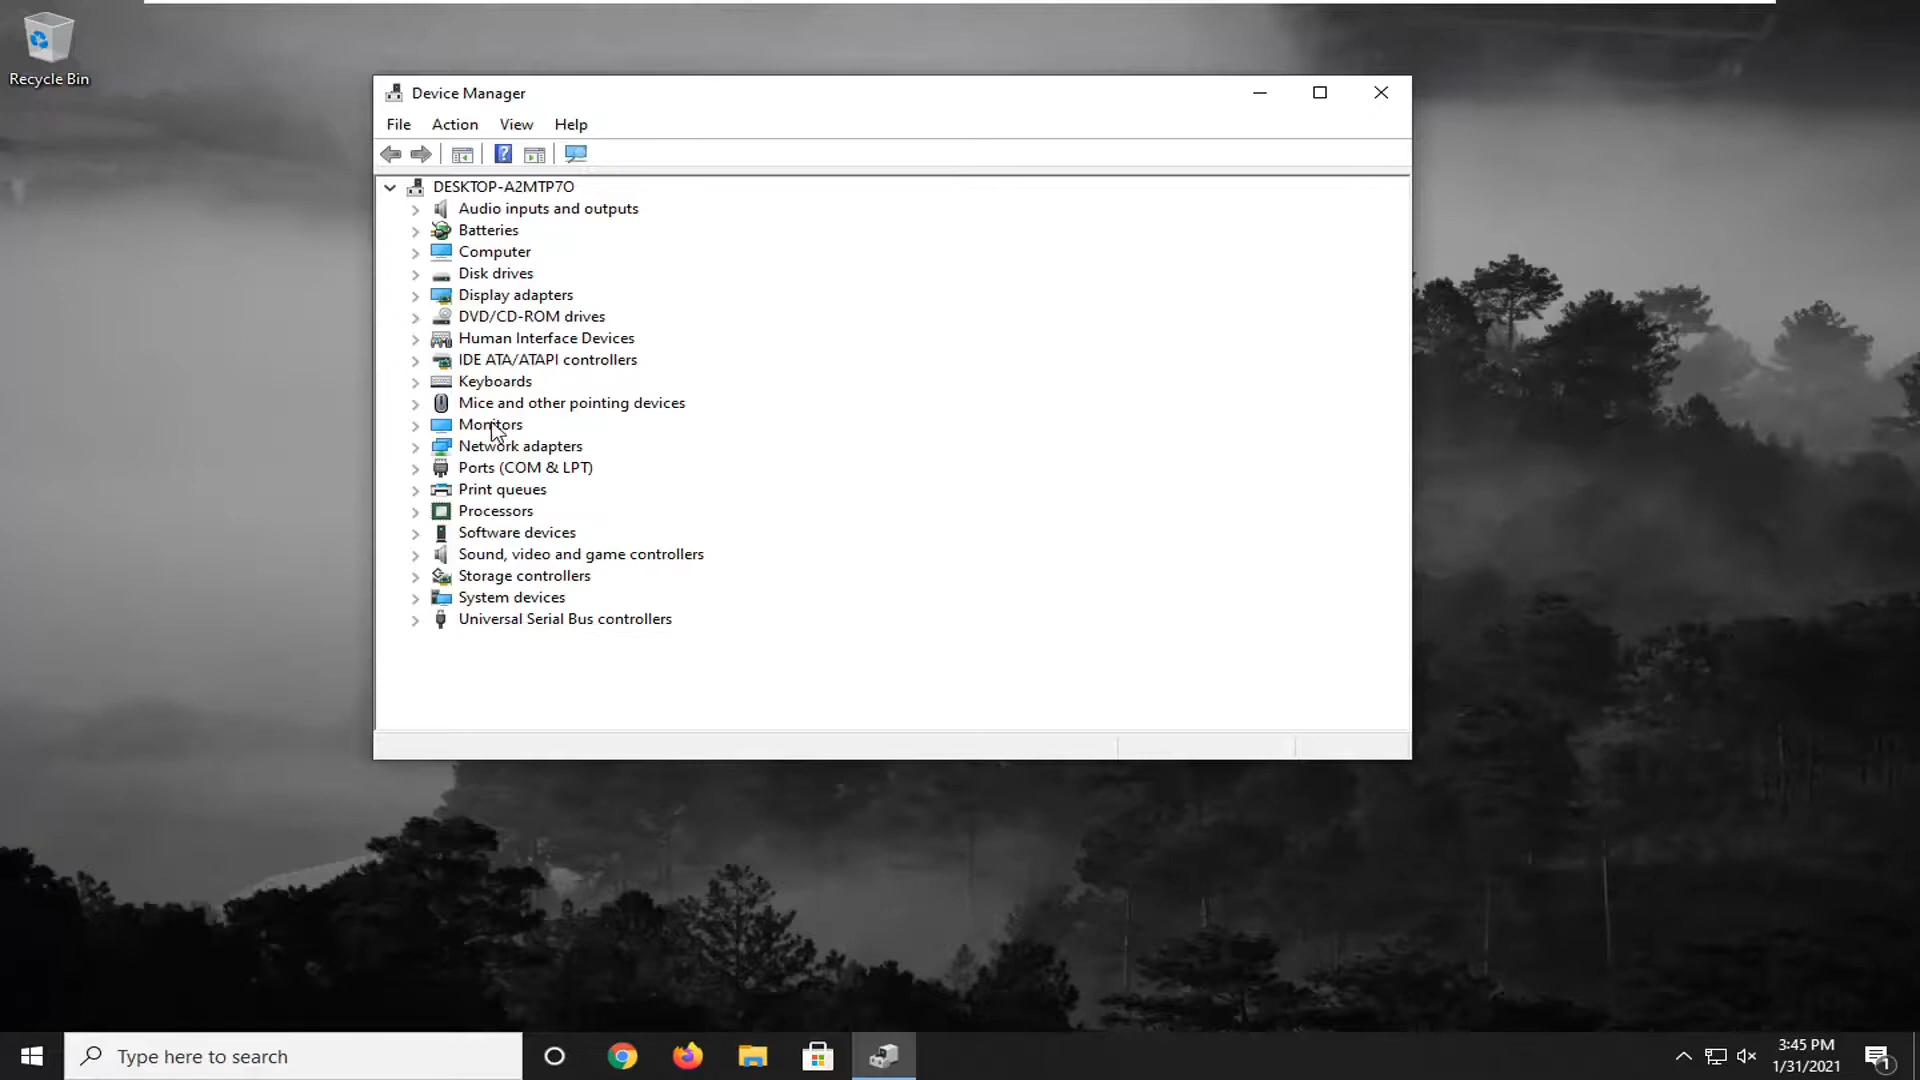 Recycle Bin
Device Manager
File Action View Help
?
DESKTOP-A2MTP7O
Audio inputs and outputs
Batteries
Computer
Disk drives
Display adapters
DVD/CD-ROM drives
Human Interface Devices
IDE ATA/ATAPI controllers
Keyboards
Mice and other pointing devices
Monitors
Network adapters
Ports (COM & LPT)
Print queues
Processors
Software devices
Sound, video and game controllers
Storage controllers
System devices
Universal Serial Bus controllers
Type here to search
3:45 PM
1/31/2021
1